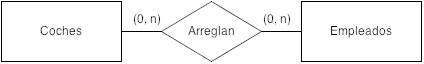 Coches
(0, n)
Arreglan
(0, n)
Empleados